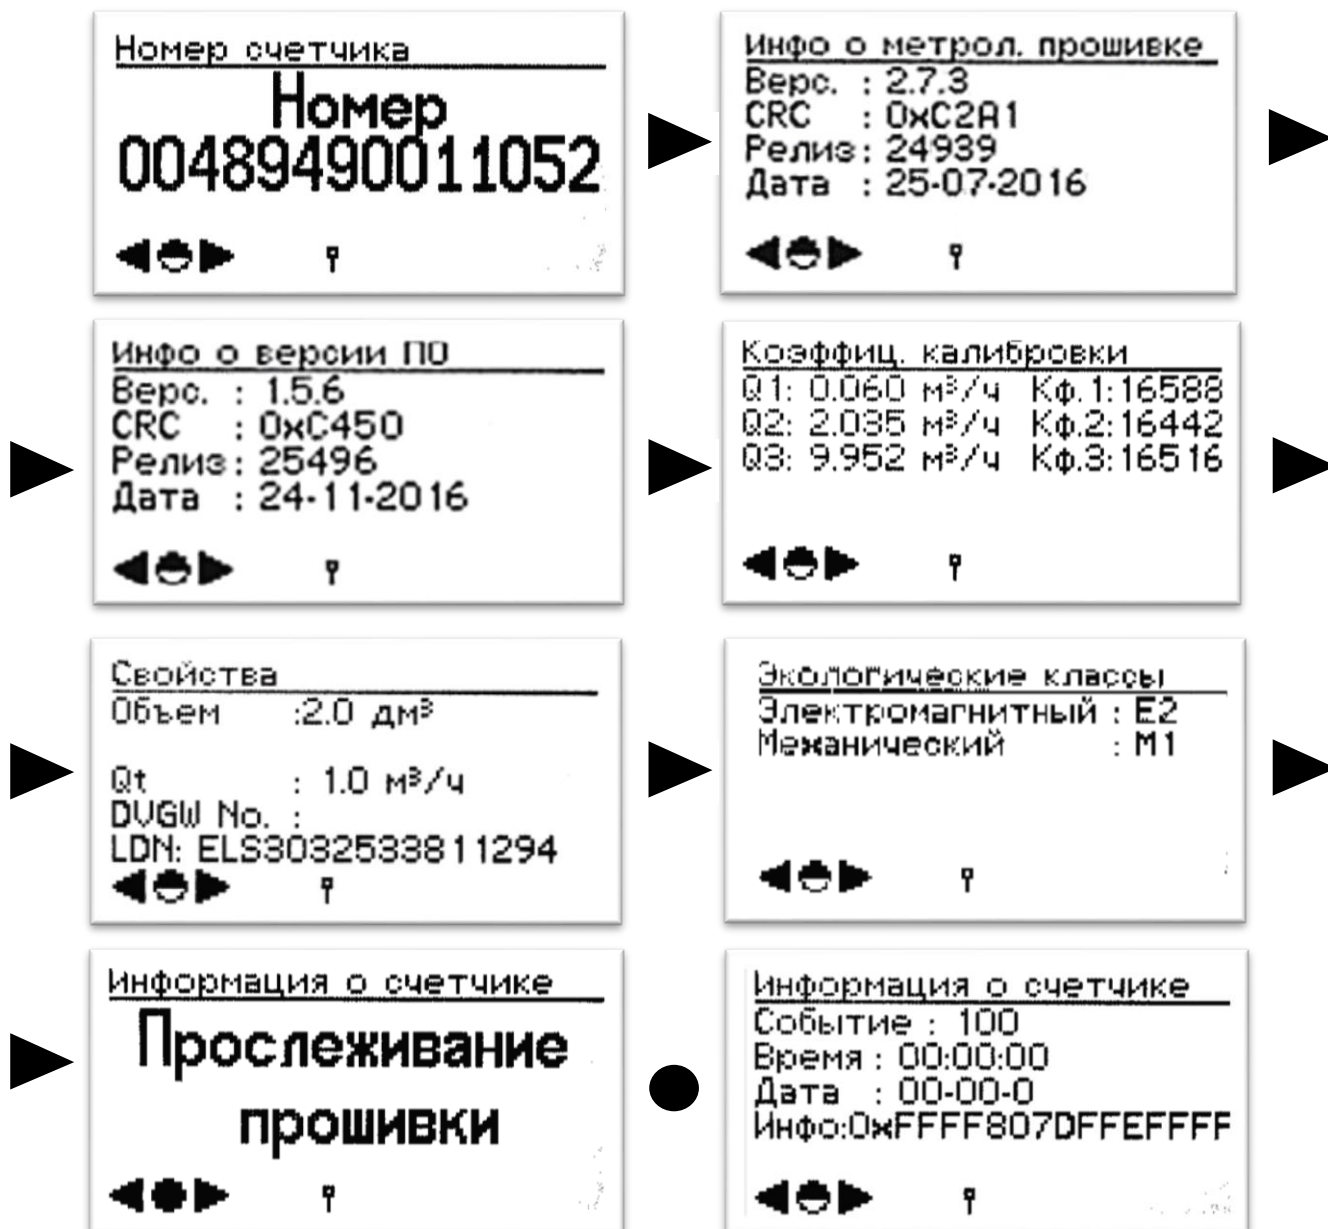 Номер счетчика
Номер
00489490011052
Инфо о метрол. прошивке
Верс. : 2.7.3
CRC : 0xC2A1
Релиз: 24939
Дата : 25-07-2016
Инфо о версии ПО
Верс. : 1.5.6
CRC : 0xC450
Релиз: 25496
Дата : 24-11-2016
Коэффиц. калибровки
Q1: 0.060 м³/ч Кф.1:16588
Q2: 2.035 м³/ч Кф.2:16442
Q3: 9.952 м³/ч Кф.3:16516
Свойства
Объем :2.0 дм³
Qt : 1.0 м³/ч
DVGW No. :
LDN: ELS3032533811294
Экологические классы
Электромагнитный : E2
Механический : M1
Информация о счетчике
Прослеживание
прошивки
Информация о счетчике
Событие : 100
Время : 00:00:00
Дата : 00-00-0
Инфо:0xFFFF807DFFEFFFF